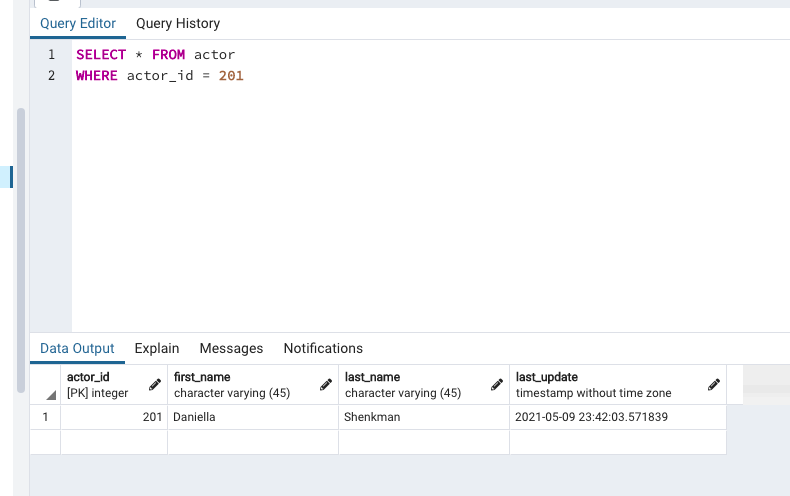 Query Editor Query History
1 SELECT * FROM actor
2 WHERE actor_id = 201
Data Output Explain Messages Notifications
actor_id first_name last_name last_update
[PK] integer character varying (45) character varying (45) timestamp without time zone
1 201 Daniella Shenkman 2021-05-09 23:42:03.571839